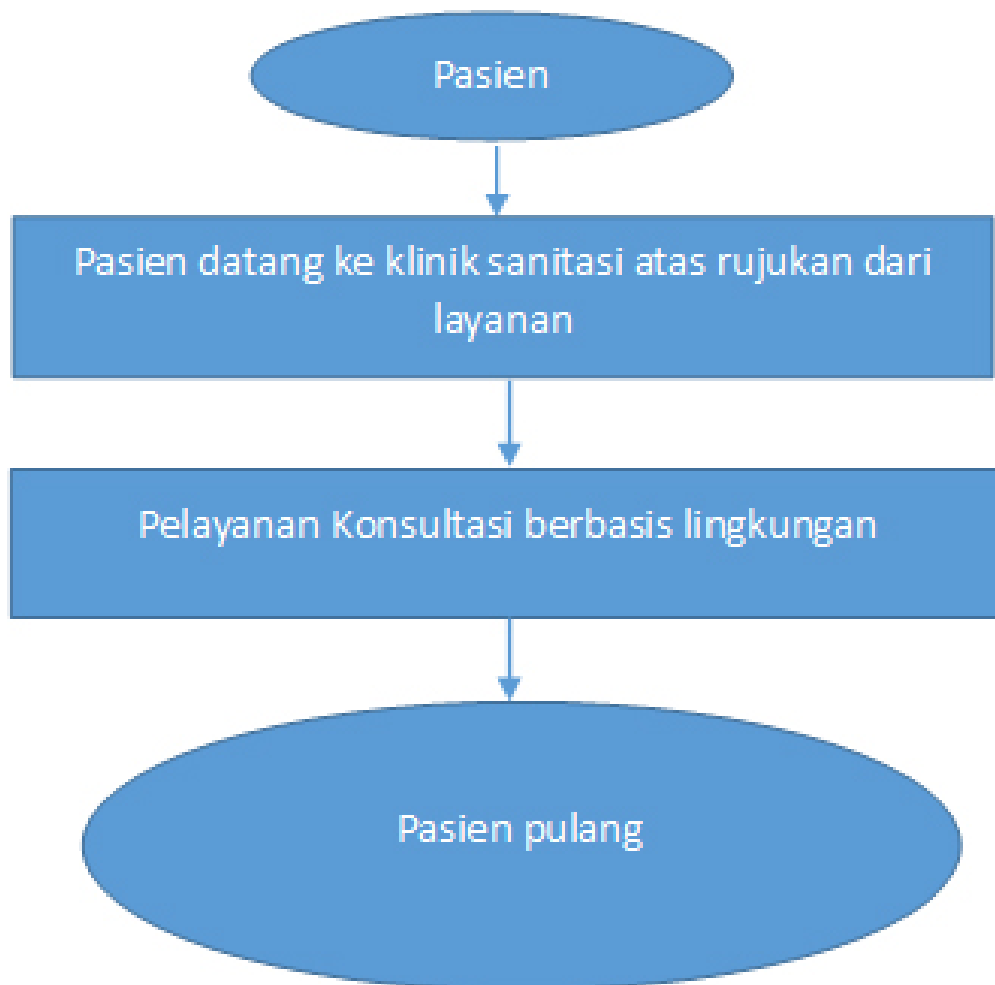 Pasien
Pasien datang ke klinik sanitasi atas rujukan dari
layanan
Pelayanan Konsultasi berbasis lingkungan
Pasien pulang